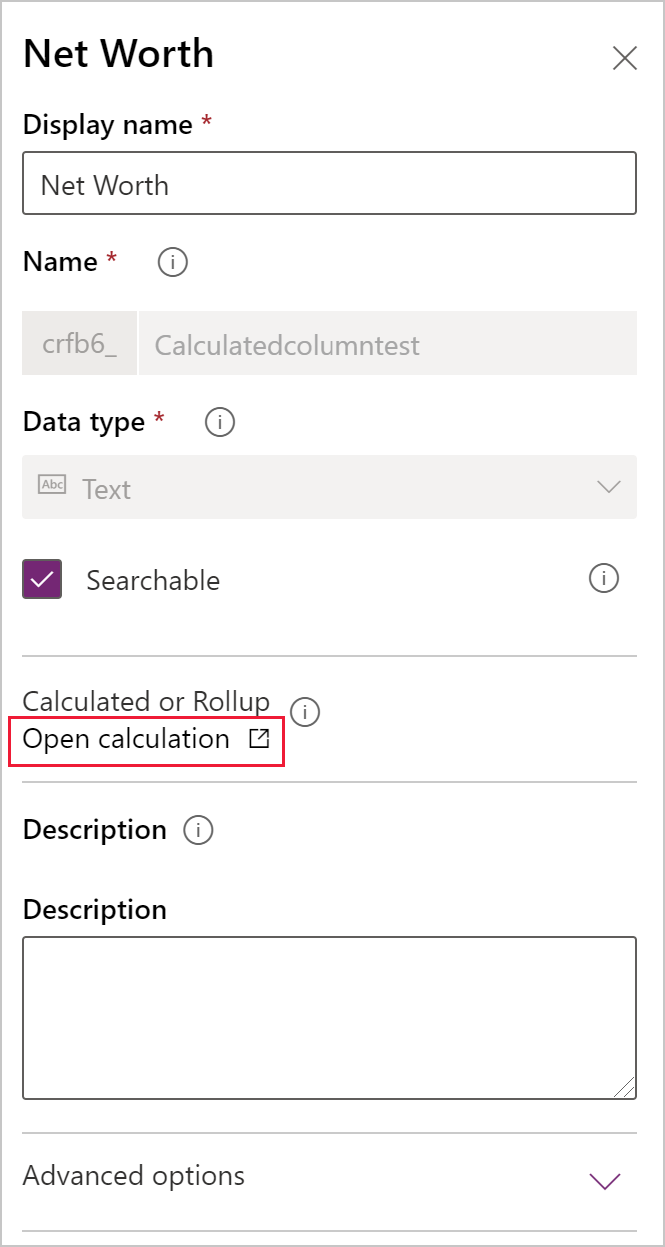 Net Worth
Display name *
Net Worth
Name *
crfb6_ Calculatedcolumntest
Data type *
Abc Text
Searchable
Calculated or Rollup
Open calculation
Description
Description
Advanced options